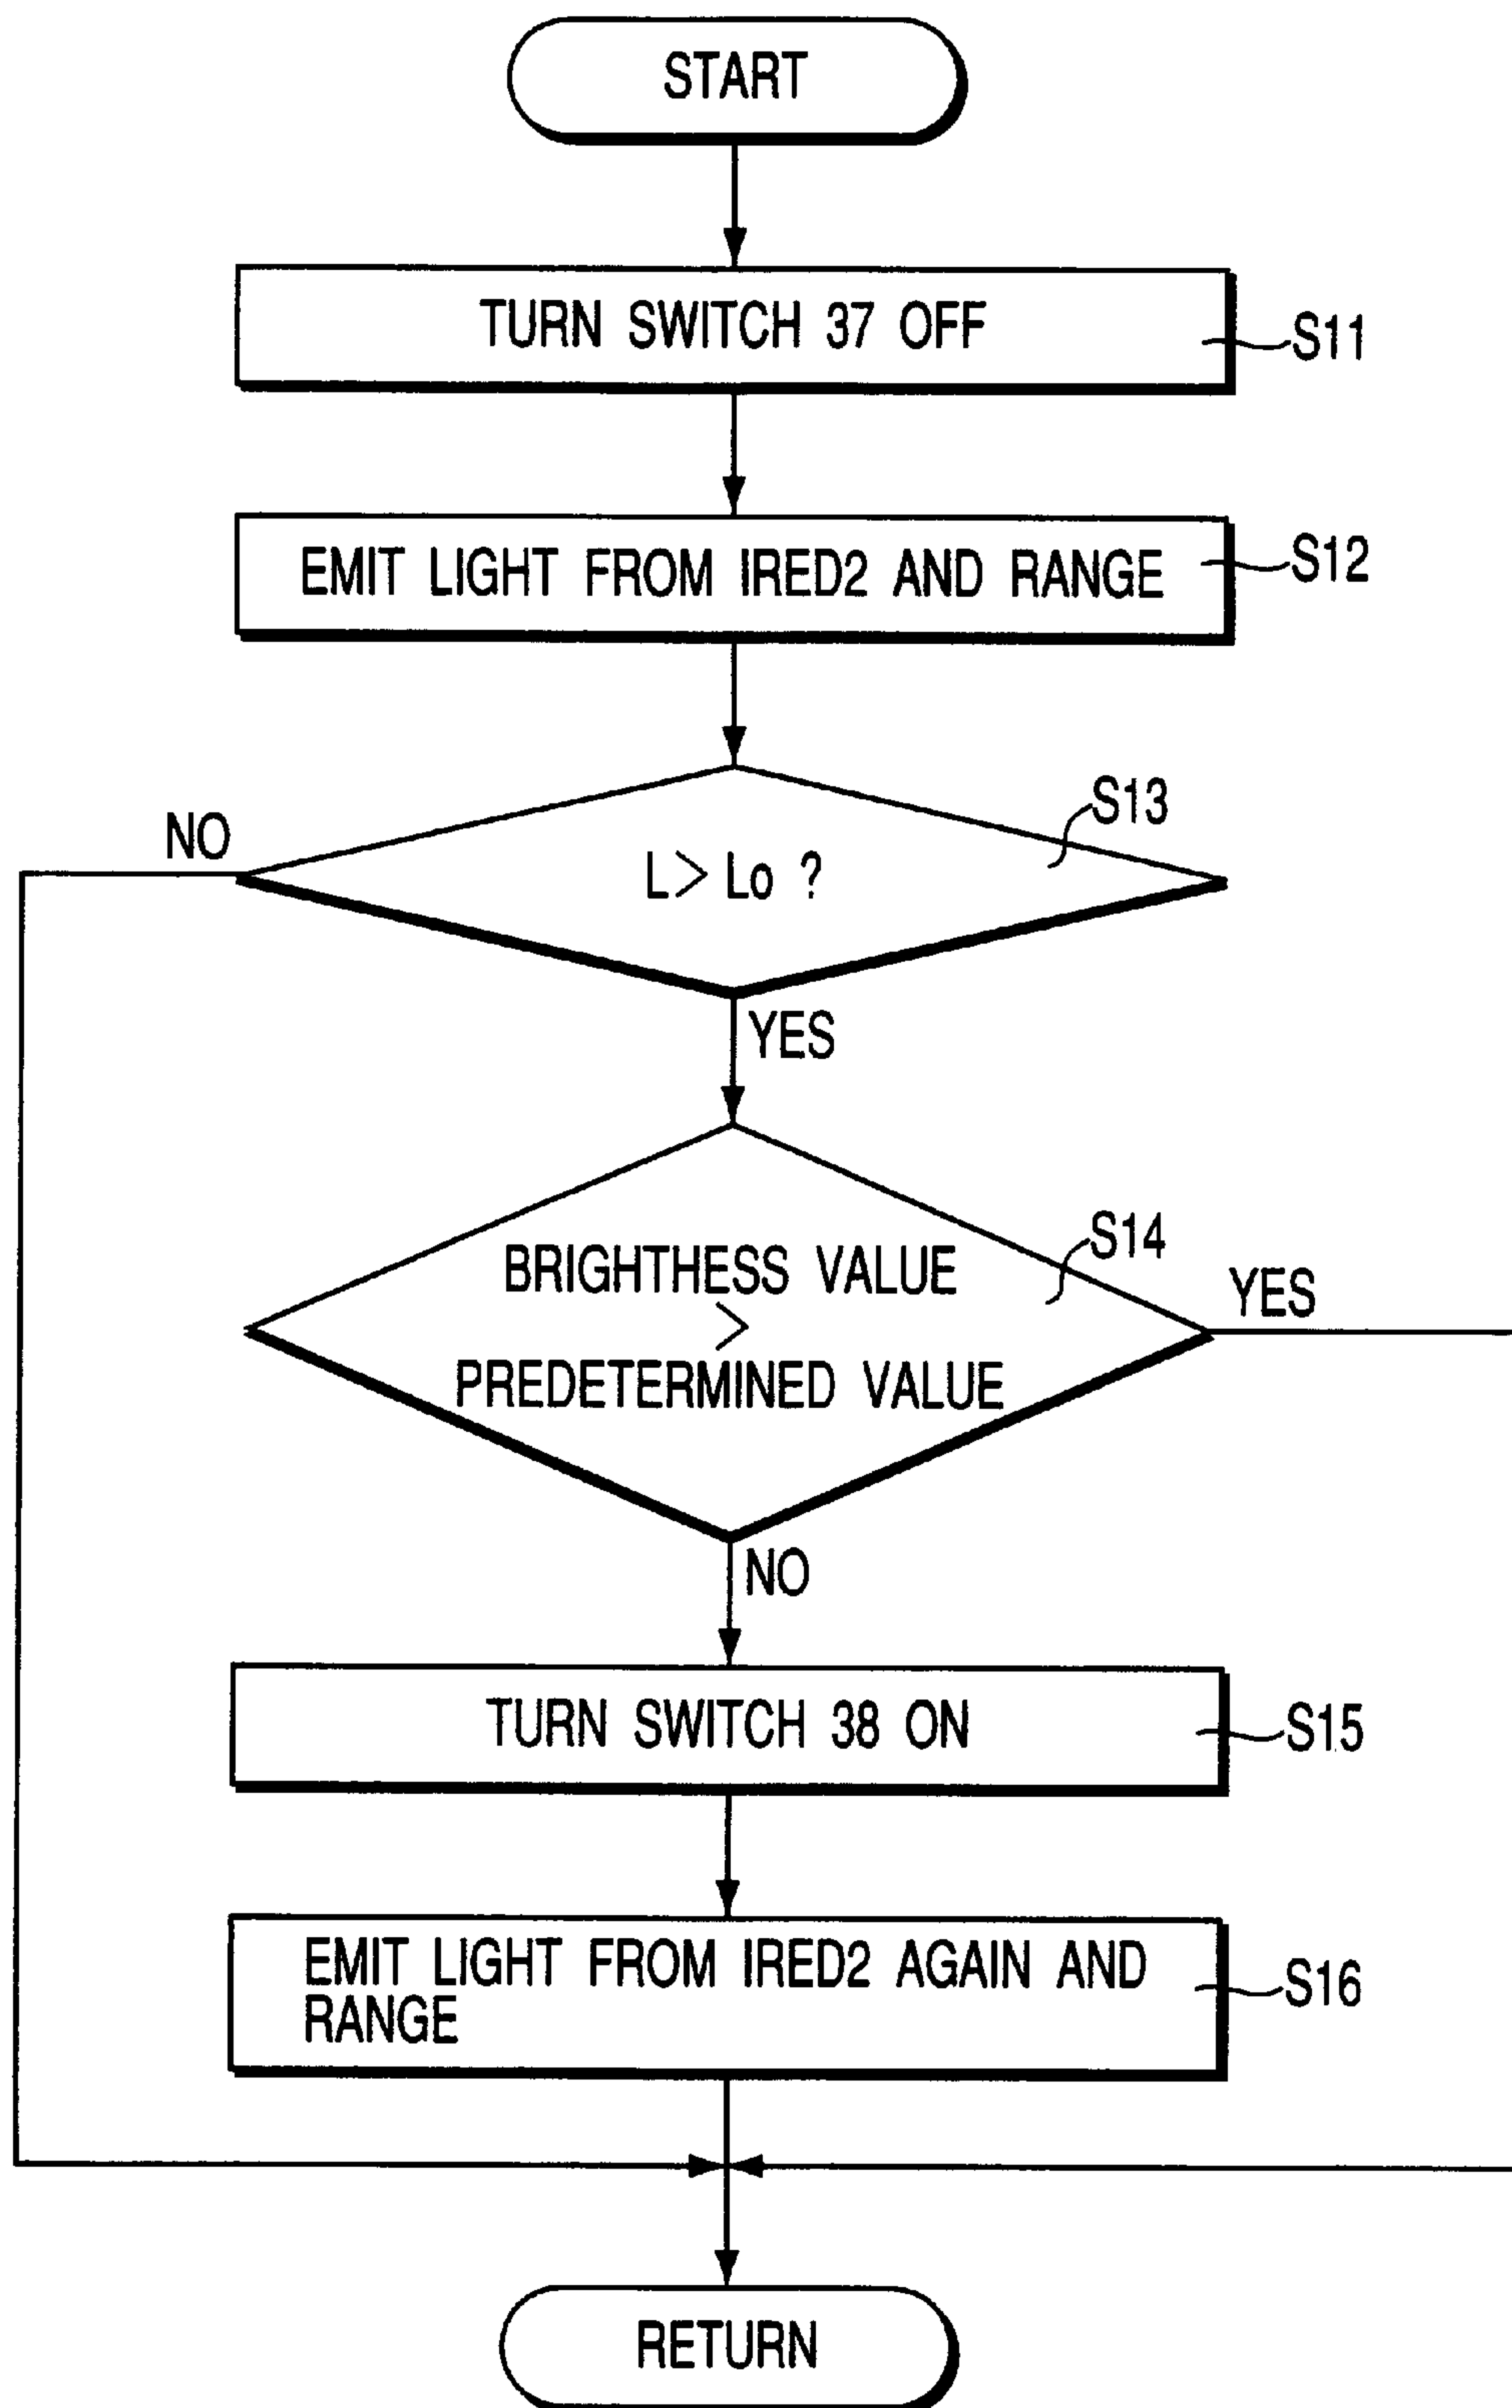 START
TURN SWITCH 37 OFF
S11
EMIT LIGHT FROM IRED2 AND RANGE
S12
S13
NO
L> Lo ?
YES
S14
BRIGHTHESS VALUE
>
PREDETERMINED VALUE
YES
NO
TURN SWITCH 38 ON
S15
EMIT LIGHT FROM IRED2 AGAIN AND
RANGE
S16
RETURN